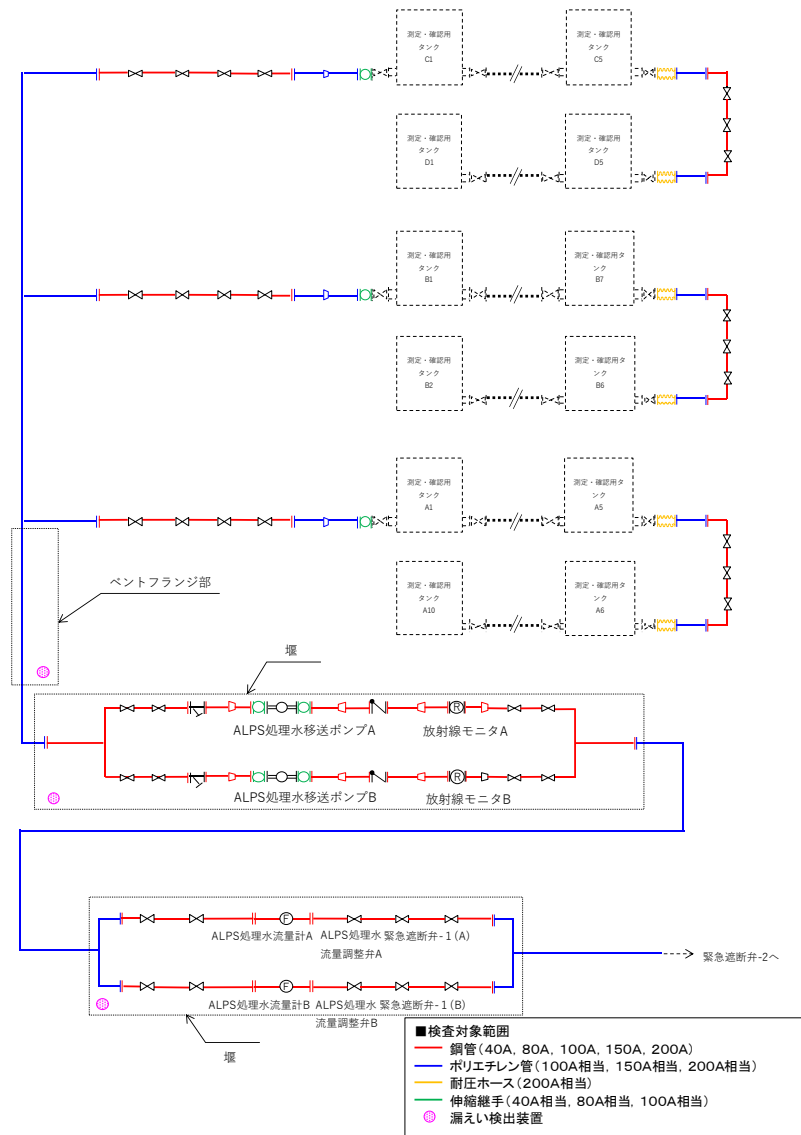 測定・確認用
タンク
C1
測定・確認用
タンク
C5
測定・確認用
タンク
D1
測定・確認用
タンク
D5
測定・確認用
タンク
B1
測定・確認用タ
ンク
B7
測定・確認用
タンク
B2
測定・確認用タ
ンク
B6
測定・確認用
タンク
A1
測定・確認用タ
ンク
A5
測定・確認用
タンク
A10
測定・確認用タ
ンク
A6
ベントフランジ部
堰
ALPS処理水移送ポンプA
放射線モニタA
R
ALPS処理水移送ポンプB
放射線モニタB
R
F
ALPS処理水流量計A
ALPS処理水
流量調整弁A
緊急遮断弁-1(A)
F
ALPS処理水流量計B
ALPS処理水
流量調整弁B
緊急遮断弁-1(B)
緊急遮断弁-2へ
堰
■検査対象範囲
鋼管(40A, 80A, 100A, 150A, 200A)
ポリエチレン管(100A相当, 150A相当, 200A相当)
耐圧ホース(200A相当)
伸縮継手(40A相当, 80A相当, 100A相当)
漏えい検出装置